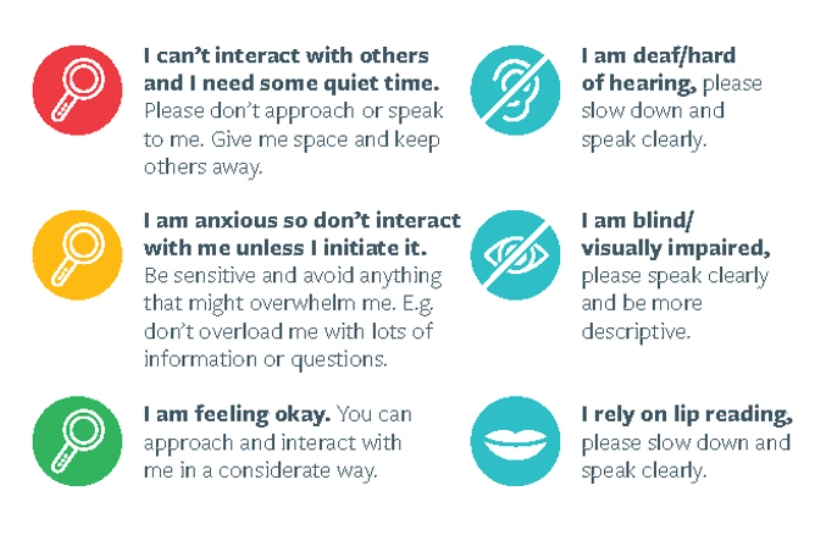 I can't interact with others
and I need some quiet time.
Please don't approach or speak
to me. Give me space and keep
others away.
I am anxious so don't interact
with me unless I initiate it.
Be sensitive and avoid anything
that might overwhelm me. E.g.
don't overload me with lots of
information or questions.
I am feeling okay. You can
approach and interact with
me in a considerate way.
I am deaf/hard
of hearing, please
slow down and
speak clearly.
I am blind/
visually impaired,
please speak clearly
and be more
descriptive.
I rely on lip reading,
please slow down and
speak clearly.